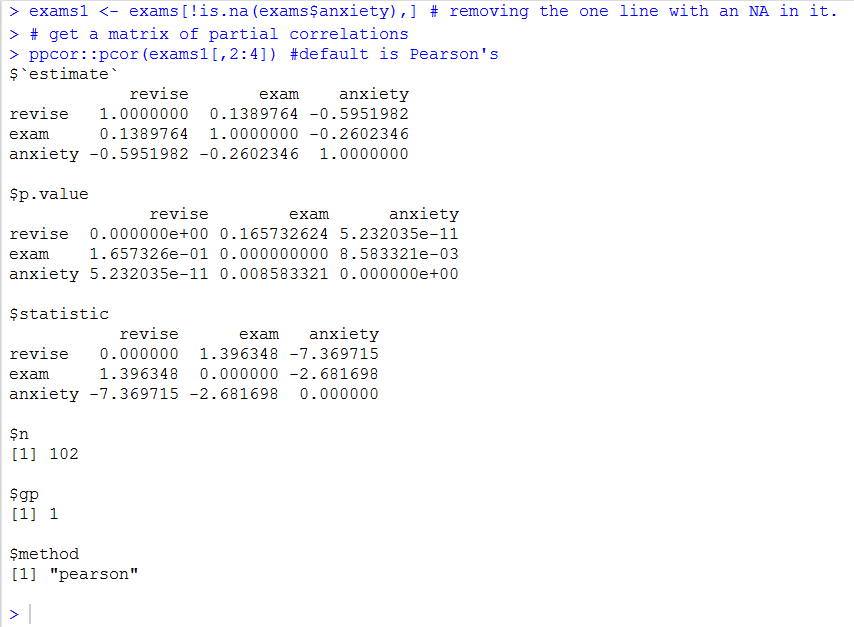 > exams1 <- exams[!is.na(exams$anxiety),] # removing the one line with an NA in it.
> # get a matrix of partial correlations
> ppcor::pcor(exams1[,2:4]) #default is Pearson's
$`estimate`
revise exam anxiety
revise 1.0000000 0.1389764 -0.5951982
exam 0.1389764 1.0000000 -0.2602346
anxiety -0.5951982 -0.2602346 1.0000000
$p.value
revise exam anxiety
revise 0.000000e+00 0.165732624 5.232035e-11
exam 1.657326e-01 0.000000000 8.583321e-03
anxiety 5.232035e-11 0.008583321 0.000000e+00
$statistic
revise exam anxiety
revise 0.000000 1.396348 -7.369715
exam 1.396348 0.000000 -2.681698
anxiety -7.369715 -2.681698 0.000000
$n
[1] 102
$gp
[1] 1
$method
[1] "pearson"
>